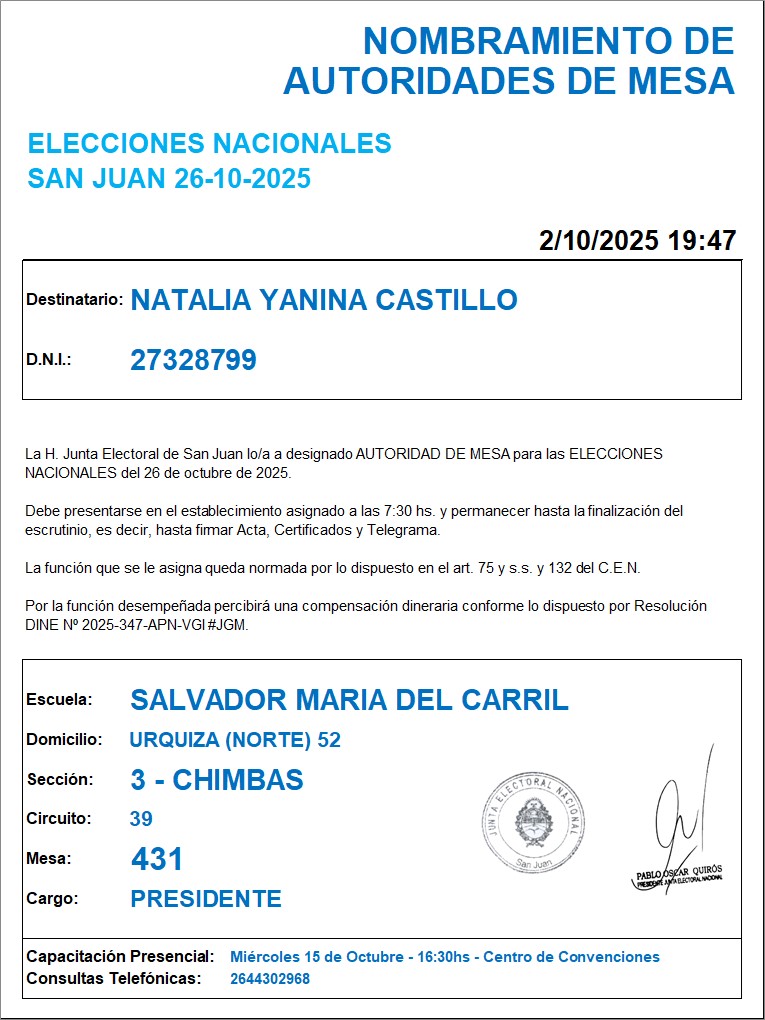 NOMBRAMIENTO DE
AUTORIDADES DE MESA
ELECCIONES NACIONALES
SAN JUAN 26-10-2025
2/10/2025 19:47
Destinatario: NATALIA YANINA CASTILLO
D.N.I.: 27328799
La H. Junta Electoral de San Juan lo/a a designado AUTORIDAD DE MESA para las ELECCIONES
NACIONALES del 26 de octubre de 2025.
Debe presentarse en el establecimiento asignado a las 7:30 hs. y permanecer hasta la finalización del
escrutinio, es decir, hasta firmar Acta, Certificados y Telegrama.
La función que se le asigna queda normada por lo dispuesto en el art. 75 y s.s. y 132 del C.E.N.
Por la función desempeñada percibirá una compensación dineraria conforme lo dispuesto por Resolución
DINE Nº 2025-347-APN-VGI#JGM.
Escuela: SALVADOR MARIA DEL CARRIL
Domicilio: URQUIZA (NORTE) 52
Sección: 3 - CHIMBAS
Circuito: 39
Mesa: 431
Cargo: PRESIDENTE
JUNTA ELECTORAL NACIONAL
San Juan
PABLO OSCAR QUIRÓS
PRESIDENTE JUNTA ELECTORAL NACIONAL
Capacitación Presencial: Miércoles 15 de Octubre - 16:30hs - Centro de Convenciones
Consultas Telefónicas: 2644302968